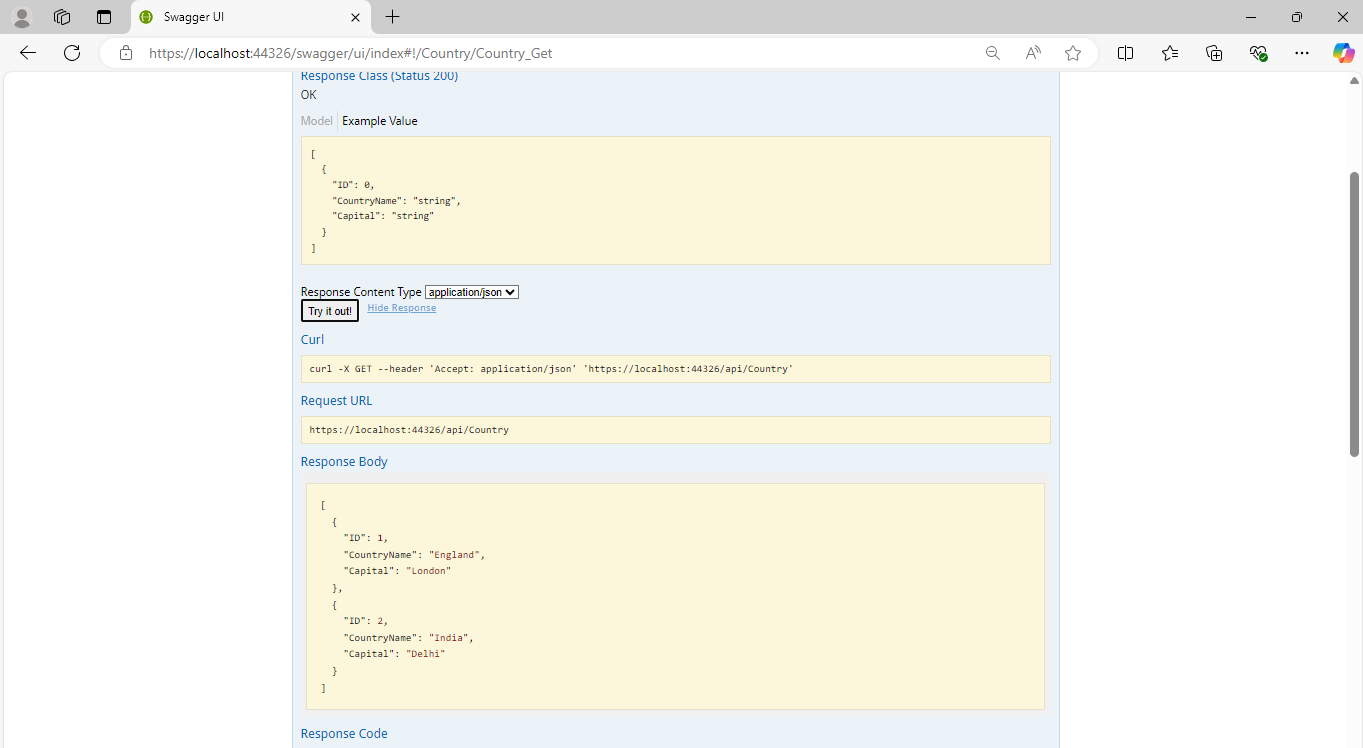 Swagger UI
https://localhost:44326/swagger/ui/index#!/Country/Country_Get
Response Class (Status 200)
OK
Model Example Value
[
{
"ID": 0,
"CountryName": "string",
"Capital": "string"
}
]
Response Content Type application/json
Try it out! Hide Response
Curl
curl -X GET --header 'Accept: application/json' 'https://localhost:44326/api/Country'
Request URL
https://localhost:44326/api/Country
Response Body
[
{
"ID": 1,
"CountryName": "England",
"Capital": "London"
},
{
"ID": 2,
"CountryName": "India",
"Capital": "Delhi"
}
]
Response Code